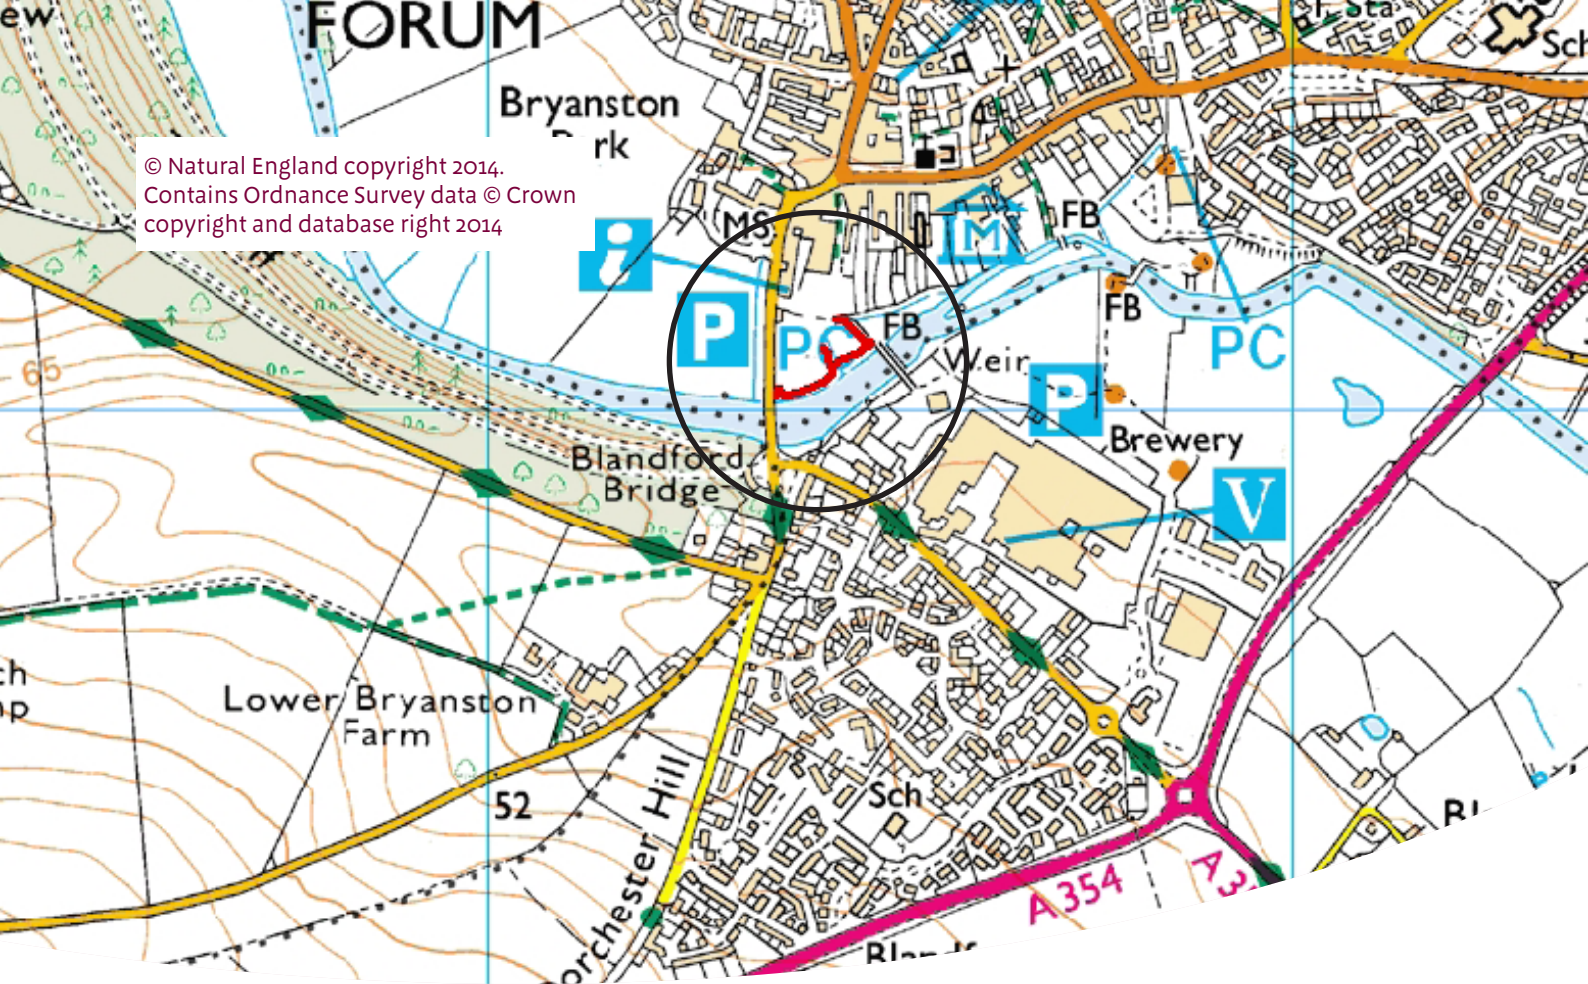 FORUM
Sch
Bryanston
© Natural England copyright 2014.
Contains Ordnance Survey data © Crown
copyright and database right 2014
MS
FB
M
i
P
PC
FB
FB
PC
Weir
P
65
Brewery
Blandford
Bridge
V
Lower Bryanston
Farm
52
Sch
Hill
A 354